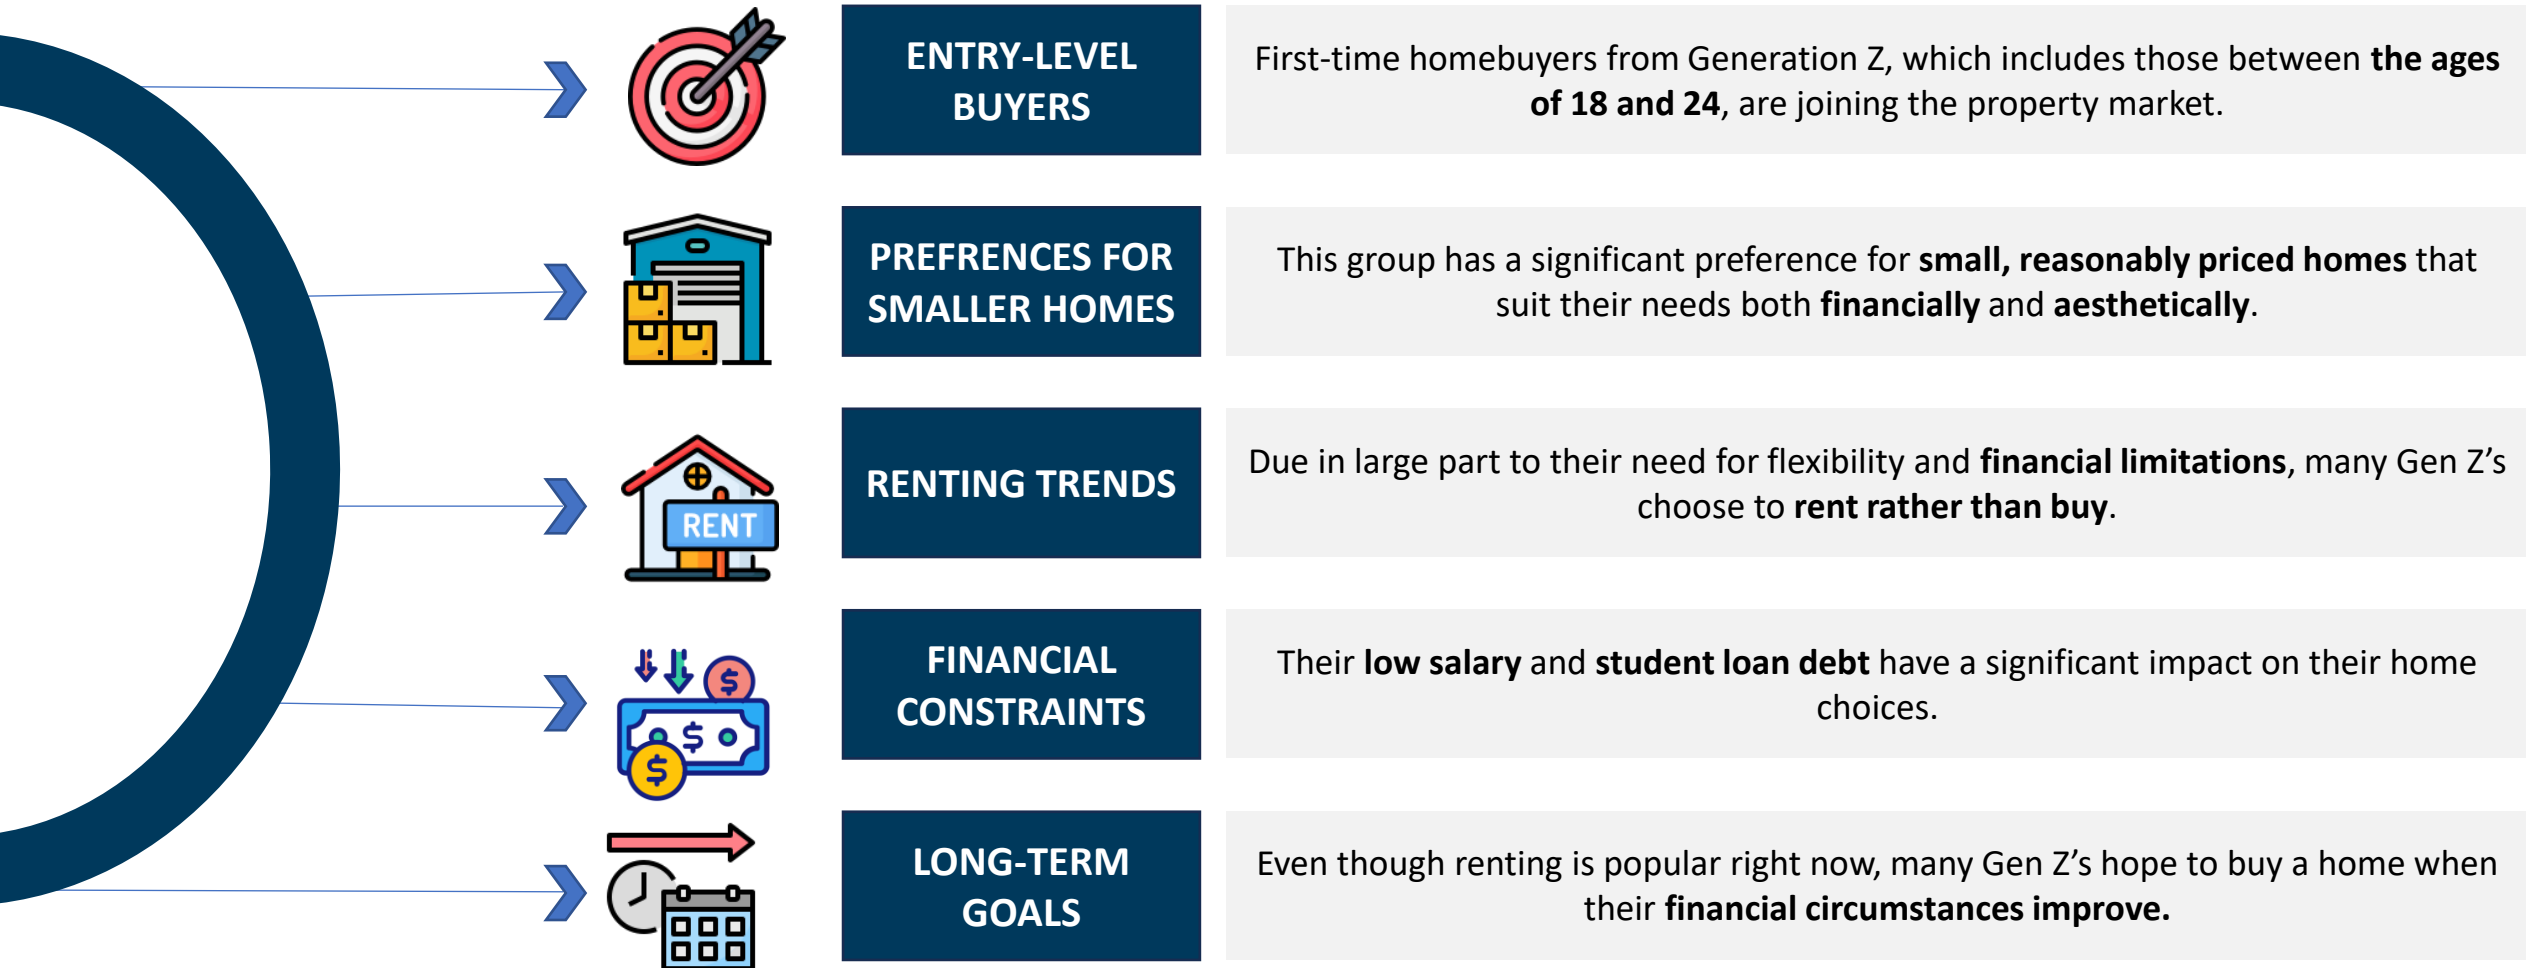 ENTRY-LEVEL
BUYERS
First-time homebuyers from Generation Z, which includes those between the ages
of 18 and 24, are joining the property market.
PREFRENCES FOR
SMALLER HOMES
This group has a significant preference for small, reasonably priced homes that
suit their needs both financially and aesthetically.
RENT
RENTING TRENDS
Due in large part to their need for flexibility and financial limitations, many Gen Z’s
choose to rent rather than buy.
$
$
$
FINANCIAL
CONSTRAINTS
Their low salary and student loan debt have a significant impact on their home
choices.
LONG-TERM
GOALS
Even though renting is popular right now, many Gen Z’s hope to buy a home when
their financial circumstances improve.